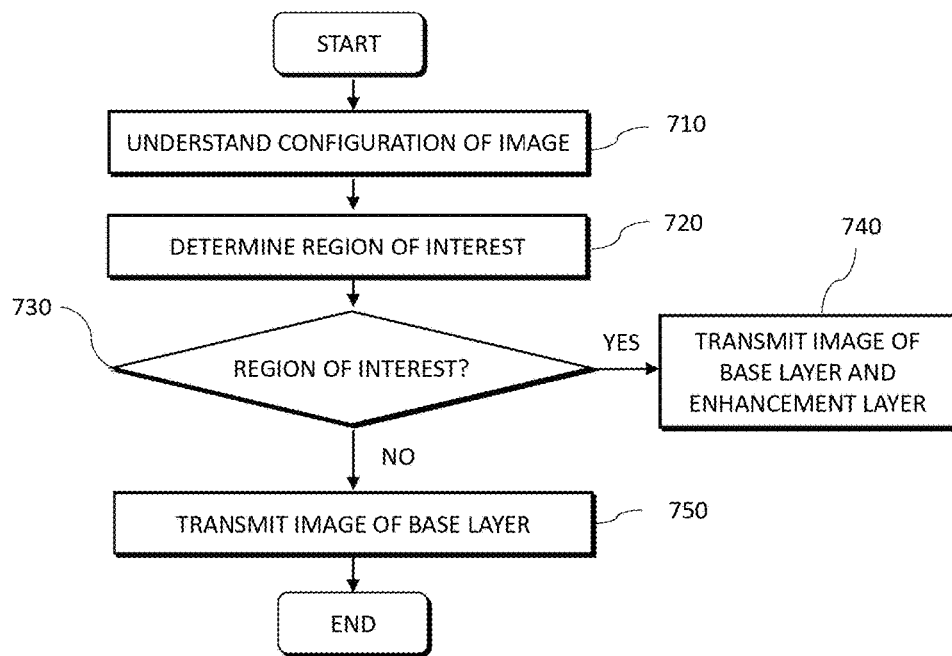 START
UNDERSTAND CONFIGURATION OF IMAGE
710
DETERMINE REGION OF INTEREST
720
730
REGION OF INTEREST?
YES
740
TRANSMIT IMAGE OF
BASE LAYER AND
ENHANCEMENT LAYER
NO
TRANSMIT IMAGE OF BASE LAYER
750
END